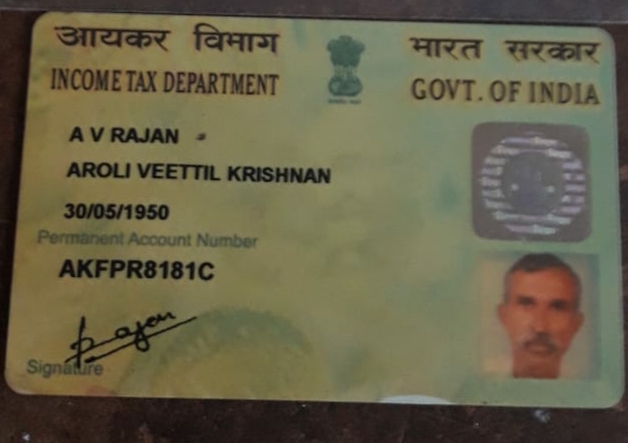 आयकर विभाग
भारत सरकार
INCOME TAX DEPARTMENT
GOVT. OF INDIA
A V RAJAN
AROLI VEETTIL KRISHNAN
30/05/1950
Permanent Account Number
AKFPR8181C
Rajan
Signature